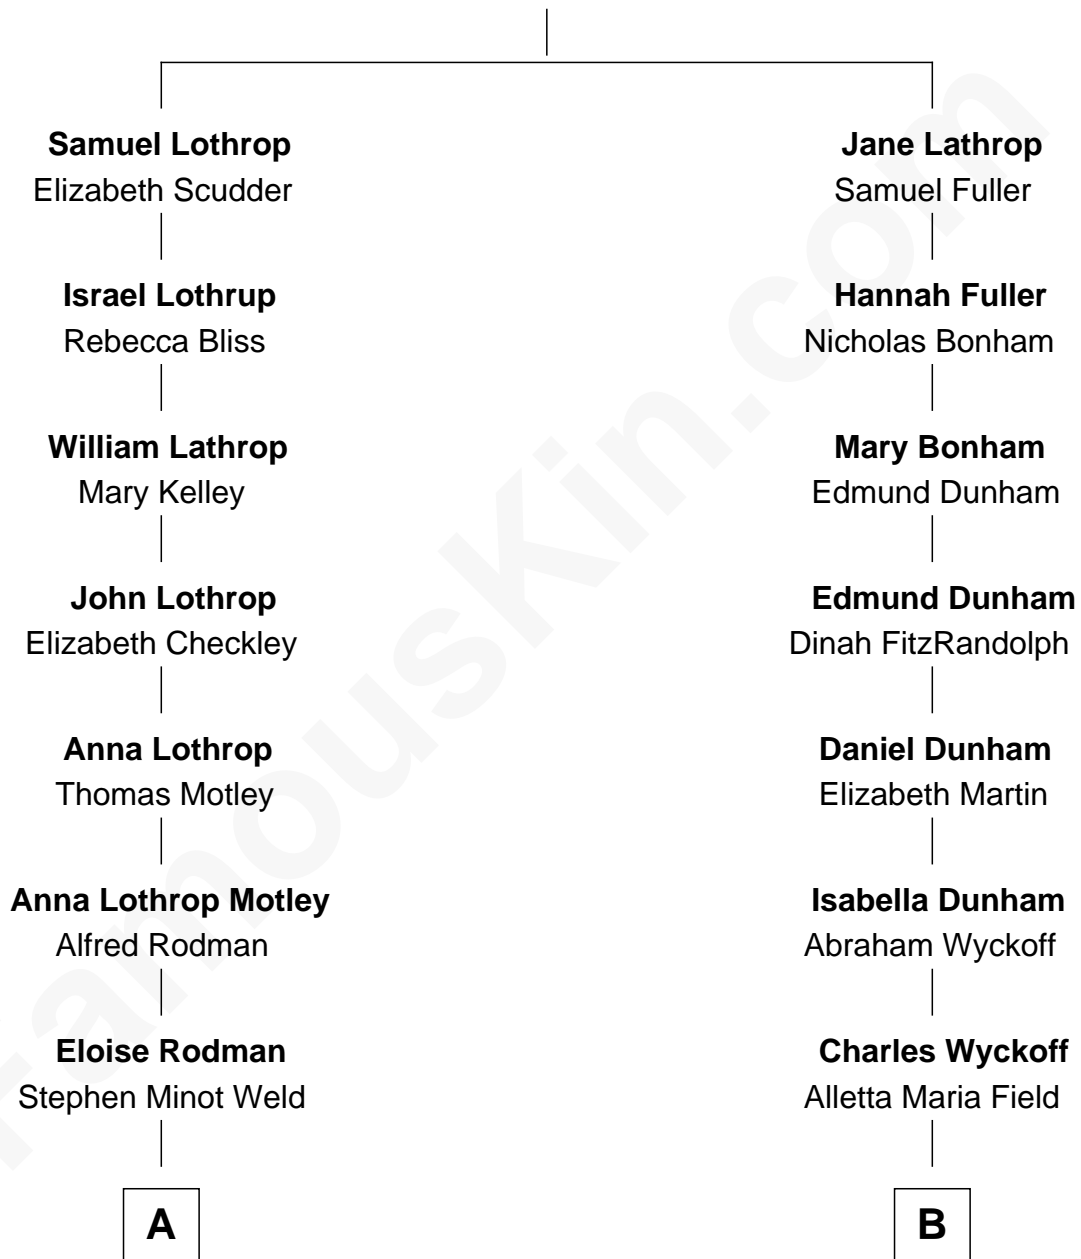 Samuel Lothrop
Elizabeth Scudder
Israel Lothrup
Rebecca Bliss
William Lathrop
Mary Kelley
John Lothrop
Elizabeth Checkley
Anna Lothrop
Thomas Motley
Anna Lothrop Motley
Alfred Rodman
Eloise Rodman
Stephen Minot Weld
A
Jane Lathrop
Samuel Fuller
Hannah Fuller
Nicholas Bonham
Mary Bonham
Edmund Dunham
Edmund Dunham
Dinah FitzRandolph
Daniel Dunham
Elizabeth Martin
Isabella Dunham
Abraham Wyckoff
Charles Wyckoff
Alletta Maria Field
B
FamousKin.com